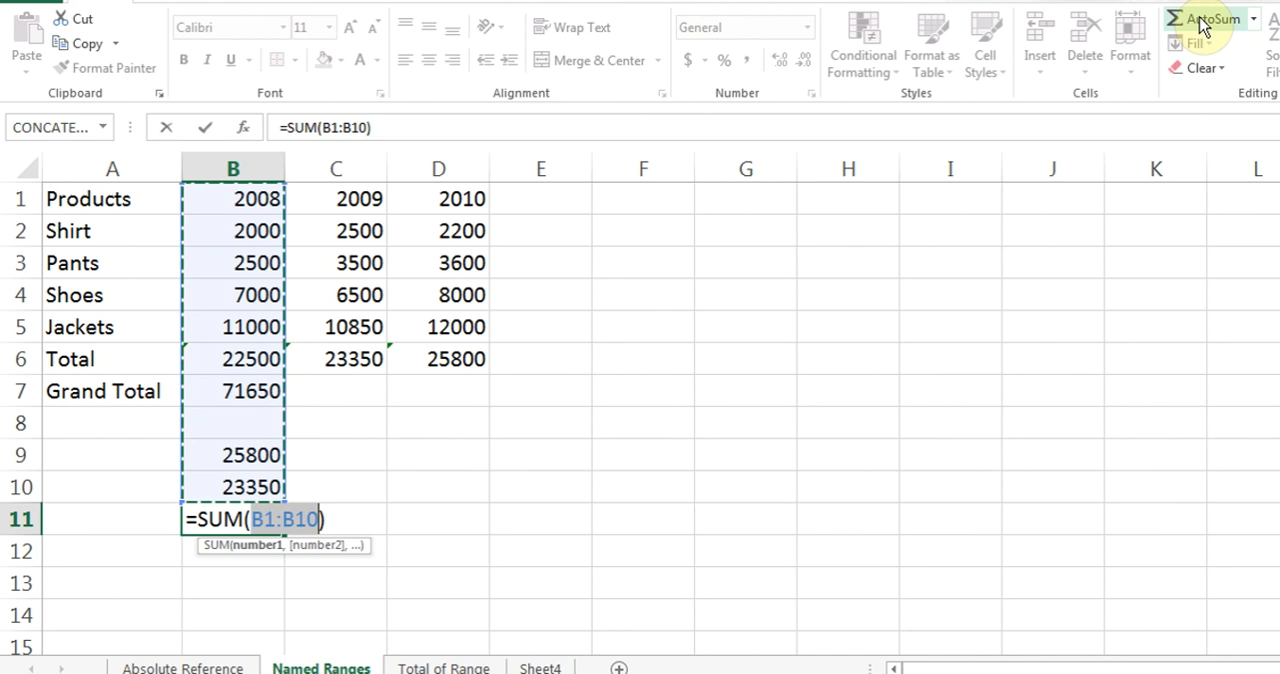 Cut
Copy
Format Painter
Paste
Clipboard
Calibri 11 A A
B I U A
Font
Wrap Text
Merge & Center
Alignment
General
$ % ,
Number
Conditional Formatting
Format as Table
Cell Styles
Styles
Insert Delete Format
Cells
AutoSum
Fill
Clear
Editing
CONCATE... fx =SUM(B1:B10)
A B C D E F G H I J K L
1 Products 2008 2009 2010
2 Shirt 2000 2500 2200
3 Pants 2500 3500 3600
4 Shoes 7000 6500 8000
5 Jackets 11000 10850 12000
6 Total 22500 23350 25800
7 Grand Total 71650
8
9 25800
10 23350
11 =SUM(B1:B10)
12 SUM(number1, [number2], ...)
13
14
15
Absolute Reference Named Ranges Total of Range Sheet4